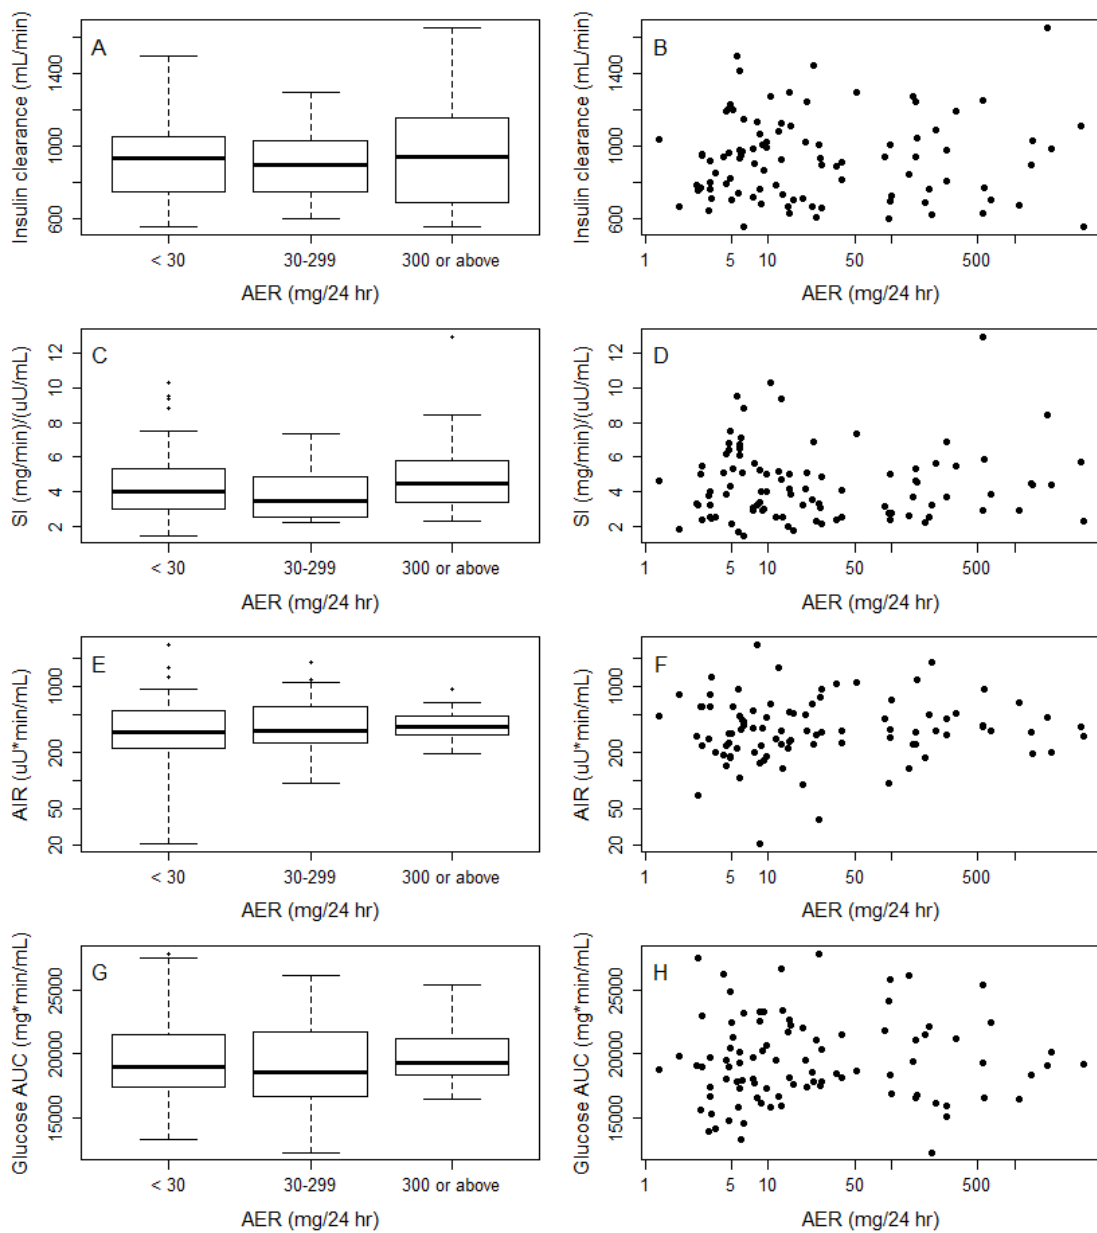 A
Insulin clearance (mL/min)
1400
1000
600
< 30
30-299
300 or above
AER (mg/24 hr)
B
Insulin clearance (mL/min)
1400
1000
600
1
5
10
50
500
AER (mg/24 hr)
C
SI (mg/min)/(uU/mL)
12
10
8
6
4
2
< 30
30-299
300 or above
AER (mg/24 hr)
D
SI (mg/min)/(uU/mL)
12
10
8
6
4
2
1
5
10
50
500
AER (mg/24 hr)
E
AIR (uU*min/mL)
1000
200
50
20
< 30
30-299
300 or above
AER (mg/24 hr)
F
AIR (uU*min/mL)
1000
200
50
20
1
5
10
50
500
AER (mg/24 hr)
G
Glucose AUC (mg*min/mL)
25000
20000
15000
< 30
30-299
300 or above
AER (mg/24 hr)
H
Glucose AUC (mg*min/mL)
25000
20000
15000
1
5
10
50
500
AER (mg/24 hr)